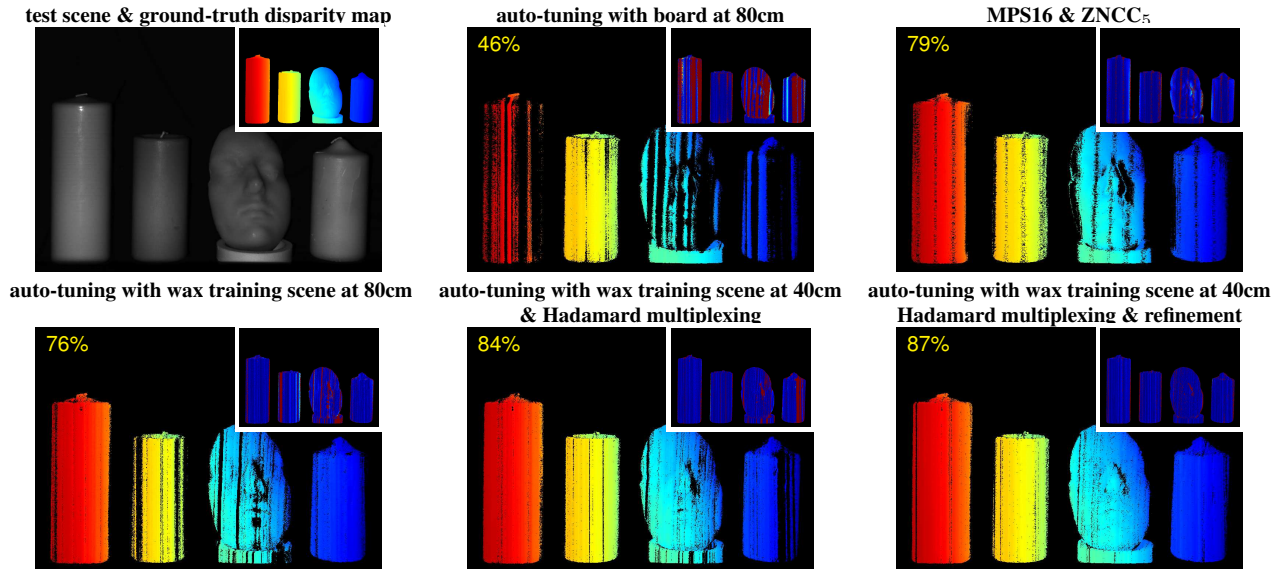 test scene & ground-truth disparity map
auto-tuning with board at 80cm
MPS16 & ZNCC₅
46%
79%
auto-tuning with wax training scene at 80cm
auto-tuning with wax training scene at 40cm
& Hadamard multiplexing
auto-tuning with wax training scene at 40cm
Hadamard multiplexing & refinement
76%
84%
87%